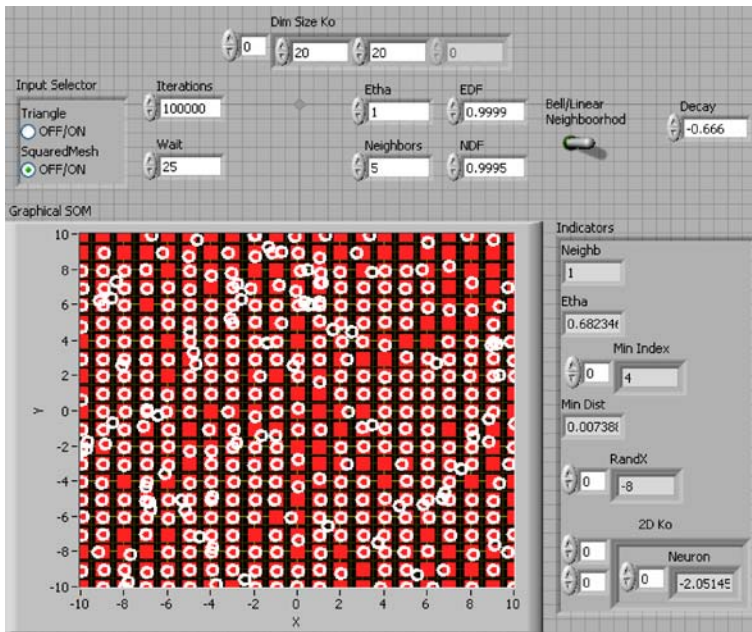 Dim Size Ko
0 20 20 0
Input Selector
Triangle
OFF/ON
SquaredMesh
OFF/ON
Iterations
100000
Wait
25
Etha
1
Neighbors
5
EDF
0.9999
NDF
0.9995
Bell/Linear
Neighboorhod
Decay
-0.666
Graphical SOM
10
8
6
4
2
0
-2
-4
-6
-8
-10
Y
-10 -8 -6 -4 -2 0 2 4 6 8 10
X
Indicators
Neighb
1
Etha
0.68234
Min Index
0 4
Min Dist
0.00738
RandX
0 -8
2D Ko
0
0
Neuron
0 -2.05145